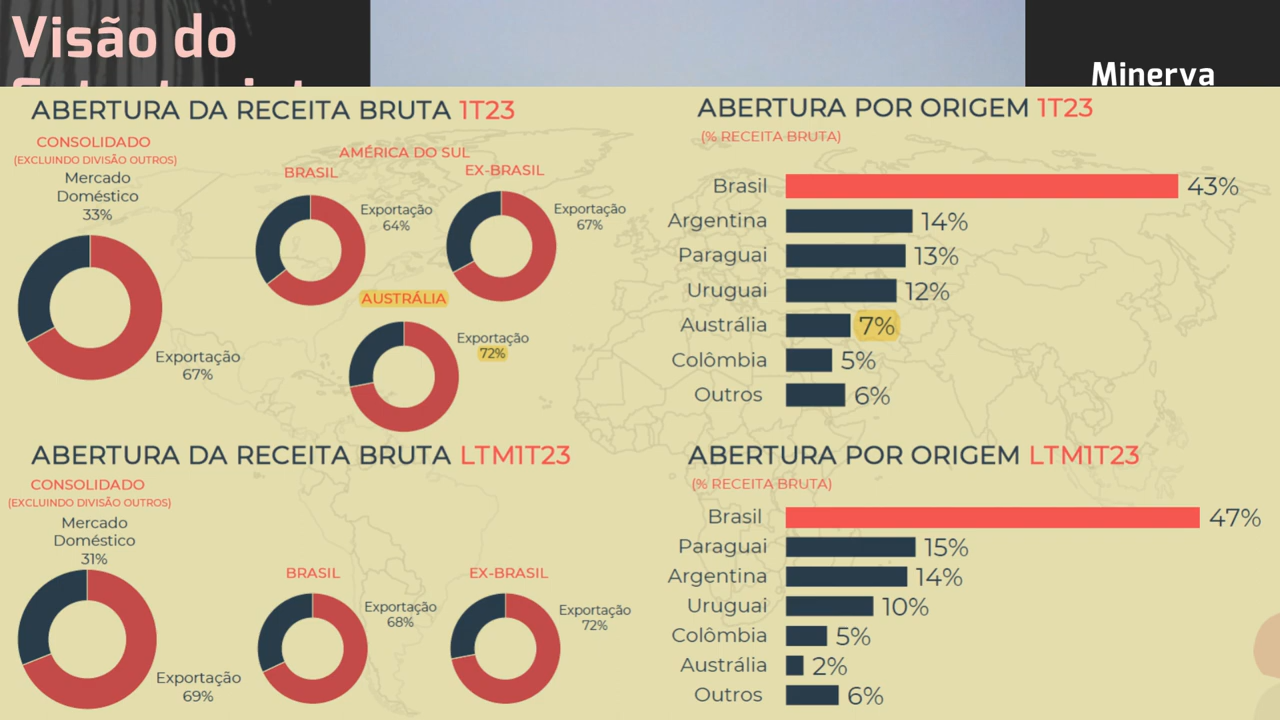 Visão do
Minerva
ABERTURA DA RECEITA BRUTA 1T23
CONSOLIDADO
(EXCLUINDO DIVISÃO OUTROS)
Mercado
Doméstico
33%
Exportação
67%
AMÉRICA DO SUL
BRASIL
Exportação
64%
EX-BRASIL
Exportação
67%
AUSTRÁLIA
Exportação
72%
ABERTURA POR ORIGEM 1T23
(% RECEITA BRUTA)
Brasil 43%
Argentina 14%
Paraguai 13%
Uruguai 12%
Austrália 7%
Colômbia 5%
Outros 6%
ABERTURA DA RECEITA BRUTA LTM1T23
CONSOLIDADO
(EXCLUINDO DIVISÃO OUTROS)
Mercado
Doméstico
31%
Exportação
69%
BRASIL
Exportação
68%
EX-BRASIL
Exportação
72%
ABERTURA POR ORIGEM LTM1T23
(% RECEITA BRUTA)
Brasil 47%
Paraguai 15%
Argentina 14%
Uruguai 10%
Colômbia 5%
Austrália 2%
Outros 6%